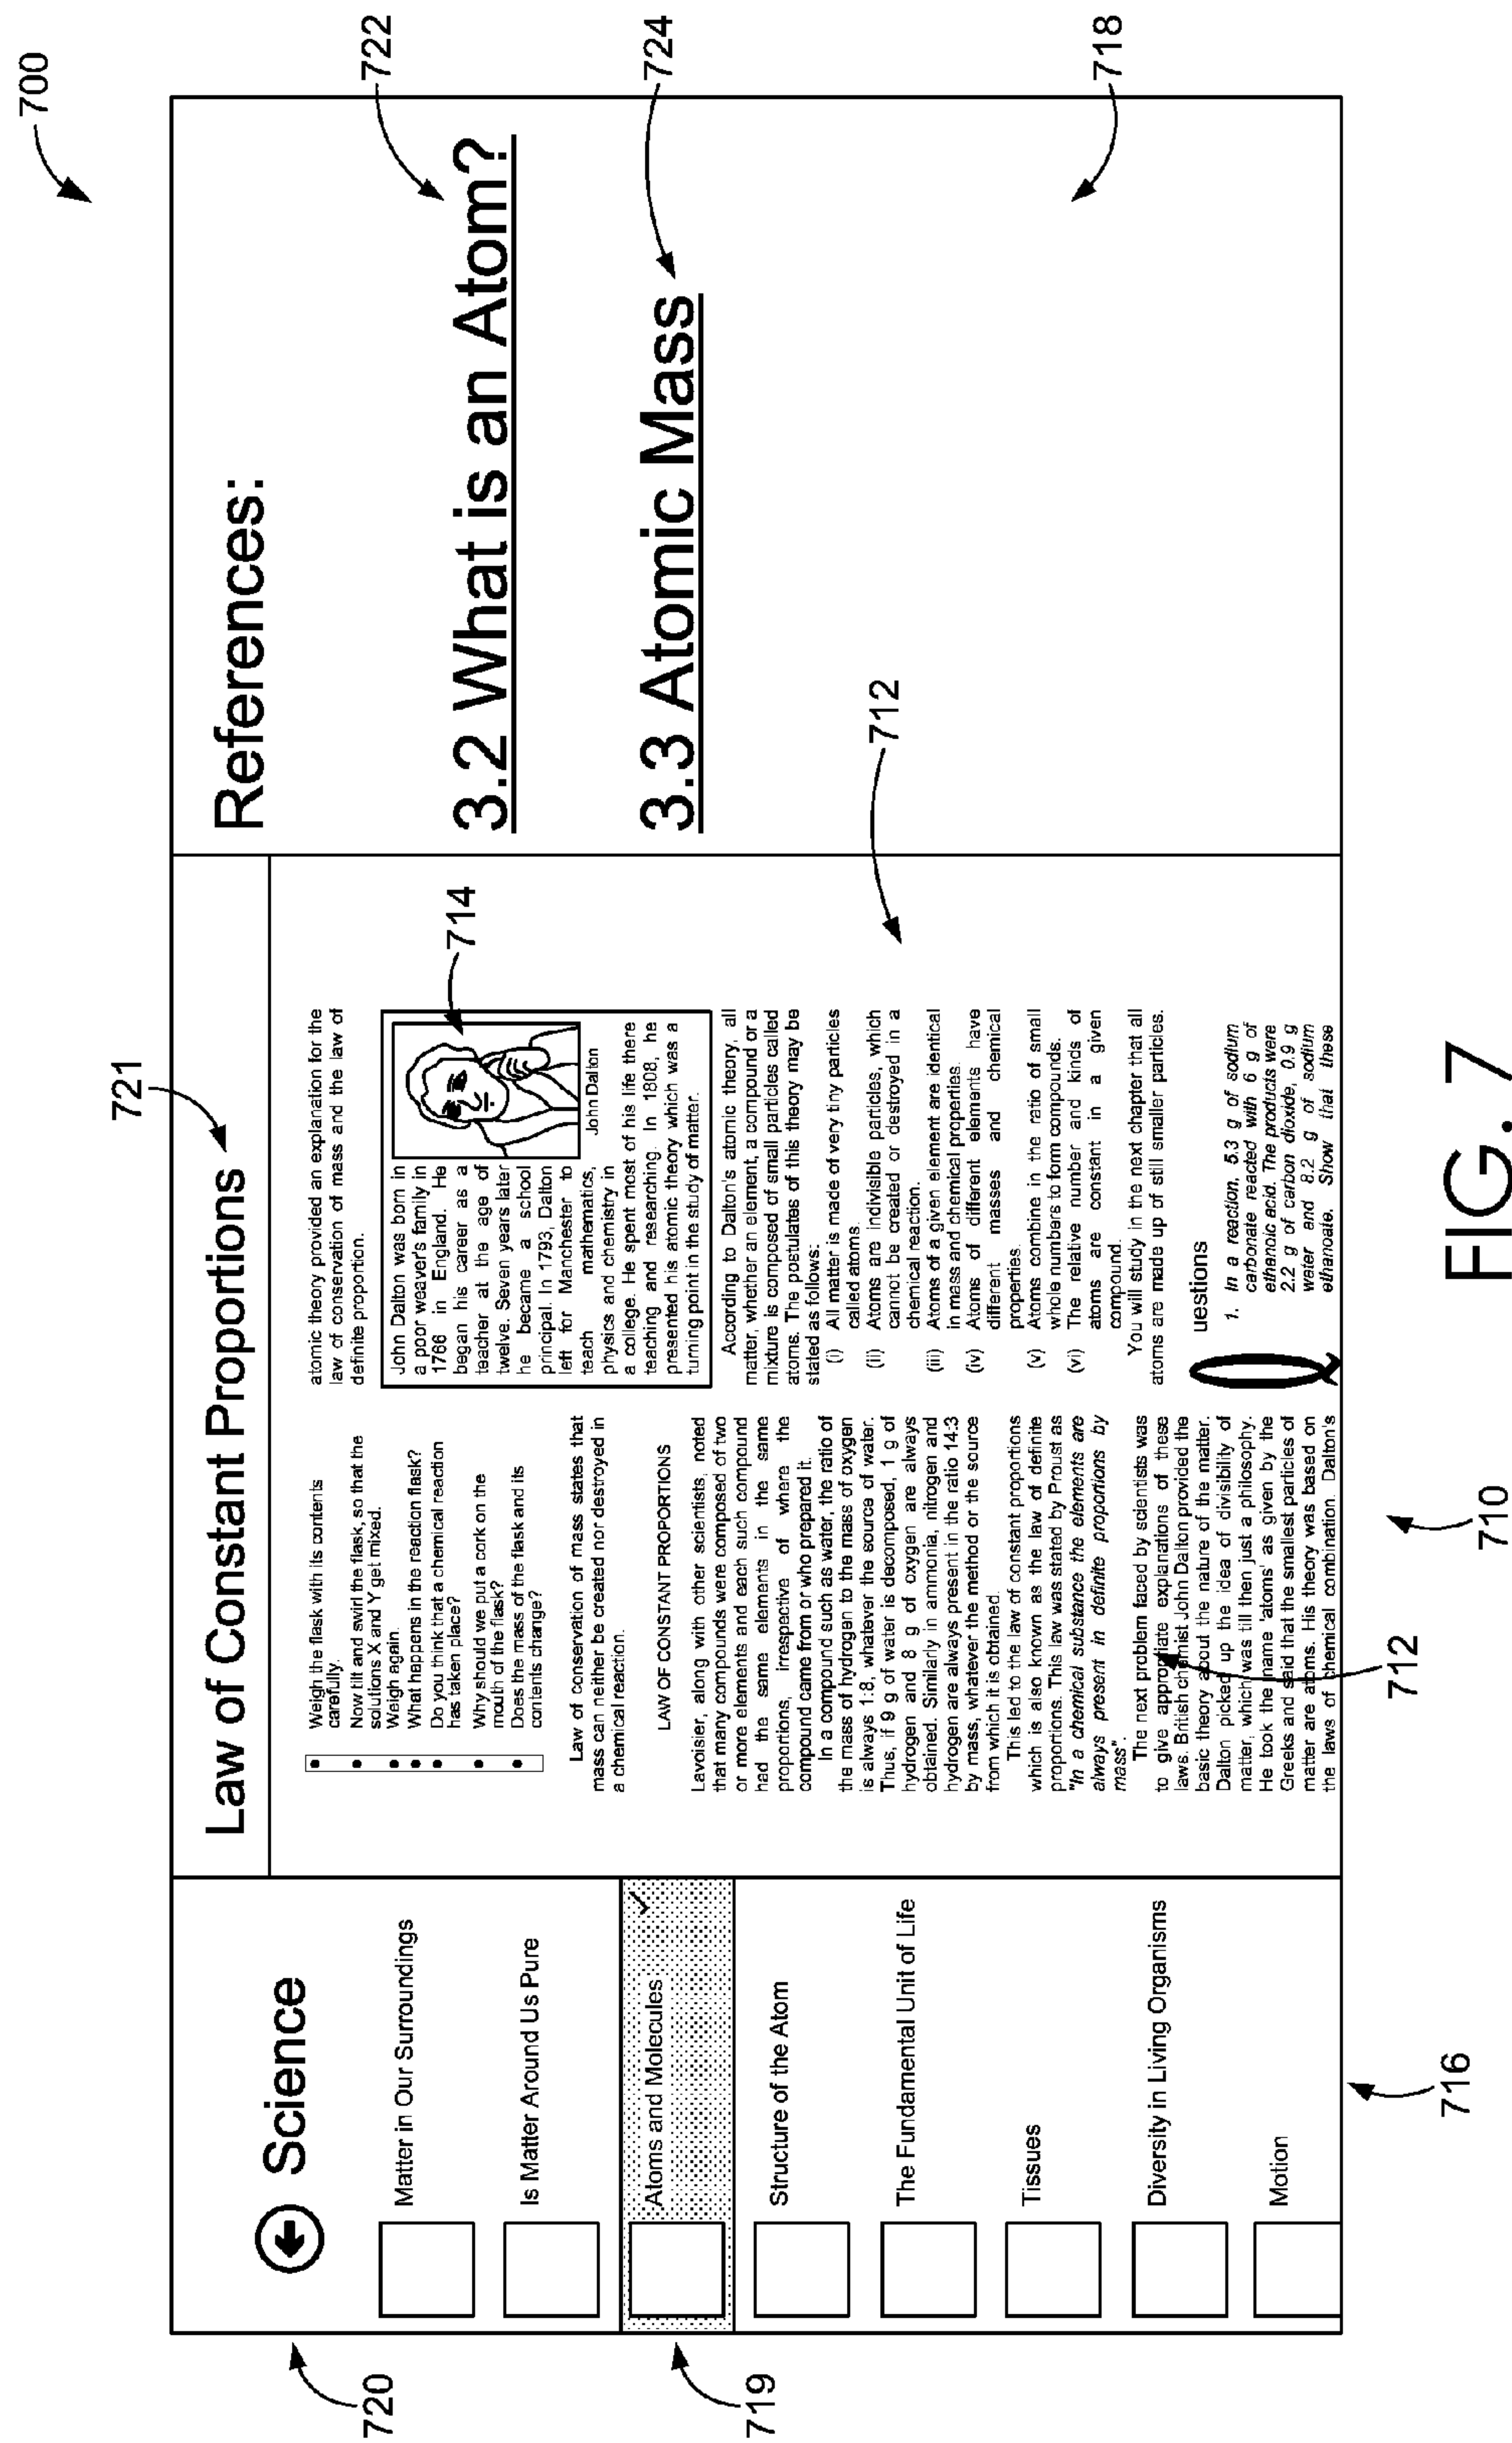 700
721
Science
Matter in Our Surroundings
Is Matter Around Us Pure
Atoms and Molecules
Structure of the Atom
The Fundamental Unit of Life
Tissues
Diversity in Living Organisms
Motion
720
719
716
Law of Constant Proportions
• Weigh the flask with its contents
carefully.
• Now tilt and swirl the flask, so that the
solutions X and Y get mixed.
• Weigh again.
• What happens in the reaction flask?
• Do you think that a chemical reaction
has taken place?
• Why should we put a cork on the
mouth of the flask?
• Does the mass of the flask and its
contents change?
Law of conservation of mass states that
mass can neither be created nor destroyed in
a chemical reaction.
LAW OF CONSTANT PROPORTIONS
Lavoisier, along with other scientists, noted
that many compounds were composed of two
or more elements and each such compound
had the same elements in the same
proportions, irrespective of where the
compound came from or who prepared it.
In a compound such as water, the ratio of
the mass of hydrogen to the mass of oxygen
is always 1:8, whatever the source of water.
Thus, if 9 g of water is decomposed, 1 g of
hydrogen and 8 g of oxygen are always
obtained. Similarly in ammonia, nitrogen and
hydrogen are always present in the ratio 14:3
by mass, whatever the method or the source
from which it is obtained.
This led to the law of constant proportions
which is also known as the law of definite
proportions. This law was stated by Proust as
"In a chemical substance the elements are
always present in definite proportions by
mass".
The next problem faced by scientists was
to give appropriate explanations of these
laws. British chemist John Dalton provided the
basic theory about the nature of the matter.
Dalton picked up the idea of divisibility of
matter, which was till then just a philosophy.
He took the name 'atoms' as given by the
Greeks and said that the smallest particles of
matter are atoms. His theory was based on
the laws of chemical combination. Dalton's
atomic theory provided an explanation for the
law of conservation of mass and the law of
definite proportion.
John Dalton was born in
a poor weaver's family in
1766 in England. He
began his career as a
teacher at the age of
twelve. Seven years later
he became a school
principal. In 1793, Dalton
left for Manchester to
teach mathematics,
physics and chemistry in
a college. He spent most of his life there
teaching and researching. In 1808, he
presented his atomic theory which was a
turning point in the study of matter.
John Dalton
714
According to Dalton's atomic theory, all
matter, whether an element, a compound or a
mixture is composed of small particles called
atoms. The postulates of this theory may be
stated as follows:
(i) All matter is made of very tiny particles
called atoms.
(ii) Atoms are indivisible particles, which
cannot be created or destroyed in a
chemical reaction.
(iii) Atoms of a given element are identical
in mass and chemical properties.
(iv) Atoms of different elements have
different masses and chemical
properties.
(v) Atoms combine in the ratio of small
whole numbers to form compounds.
(vi) The relative number and kinds of
atoms are constant in a given
compound.
You will study in the next chapter that all
atoms are made up of still smaller particles.
Questions
1. In a reaction, 5.3 g of sodium
carbonate reacted with 6 g of
ethanoic acid. The products were
2.2 g of carbon dioxide, 0.9 g
water and 8.2 g of sodium
ethanoate. Show that these
712
712
710
References:
3.2 What is an Atom?
3.3 Atomic Mass
722
724
718
FIG. 7